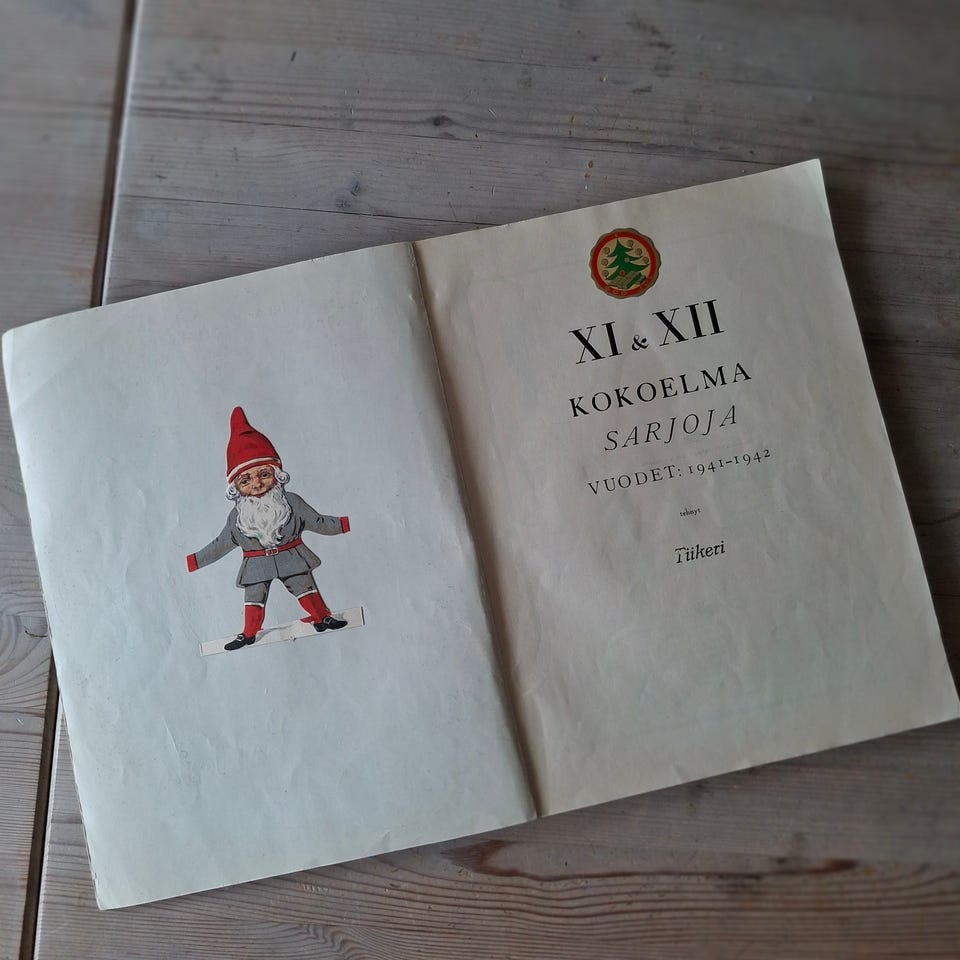 XI & XII
KOKOELMA
SARJOJA
VUODET: 1941-1942
tehnyt
Tiikeri